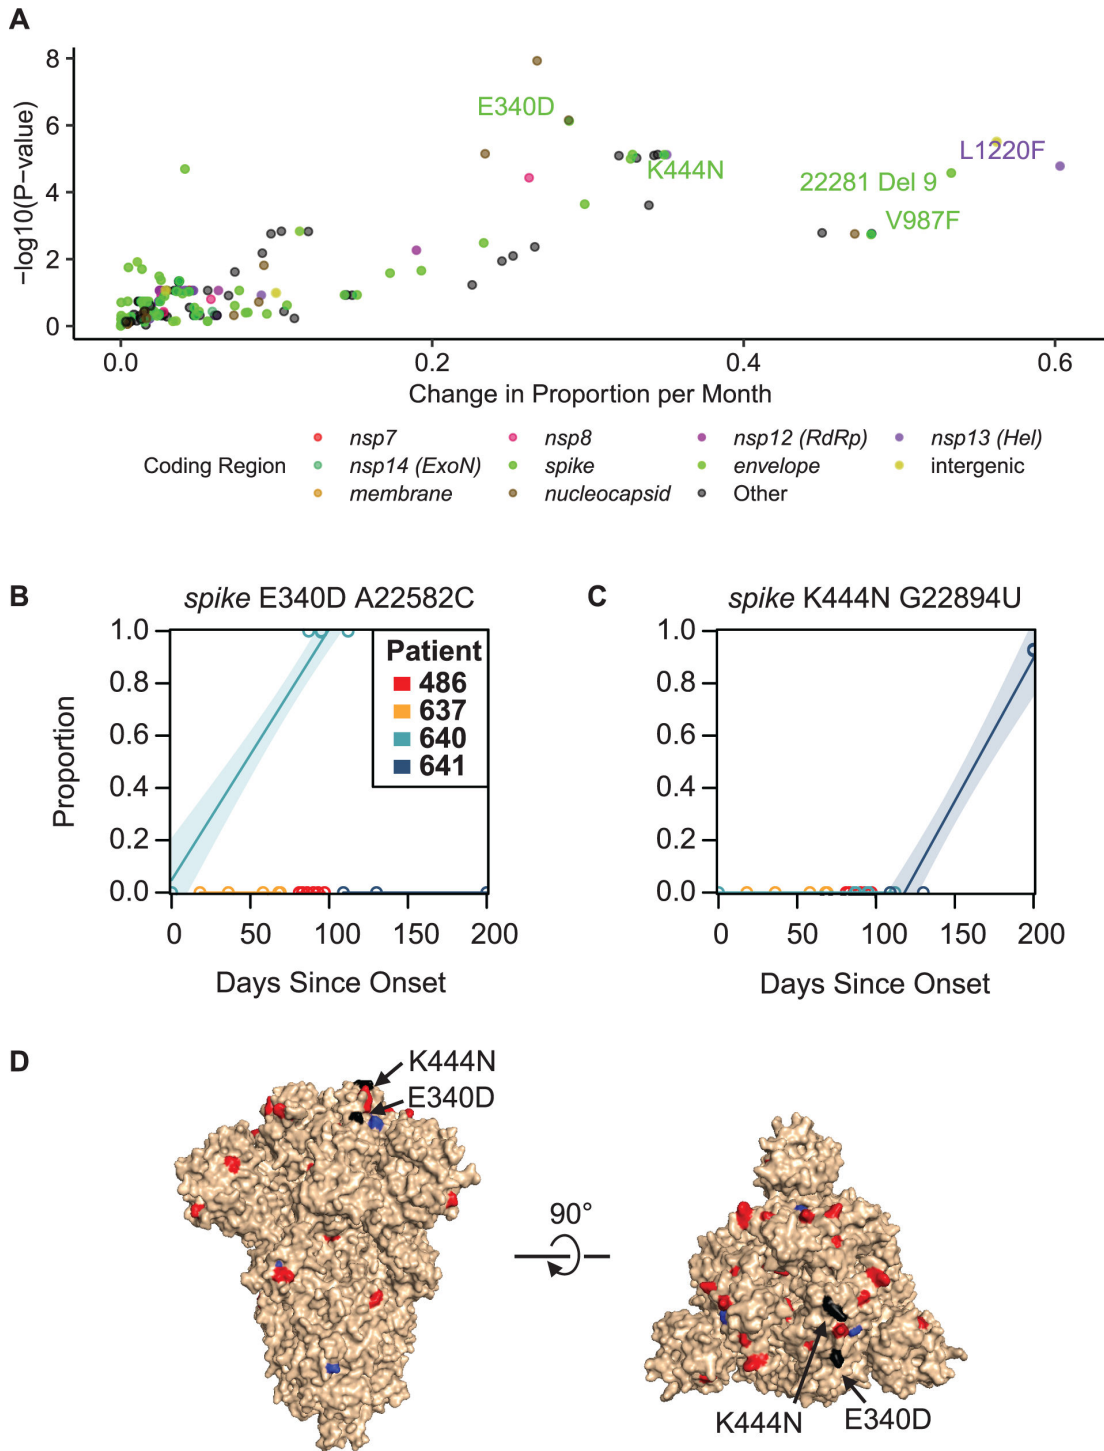 A
8
6
4
2
0
−log10(P−value)
E340D
K444N
L1220F
22281 Del 9
V987F
0.0 0.2 0.4 0.6
Change in Proportion per Month
Coding Region
nsp7 nsp8 nsp12 (RdRp) nsp13 (Hel)
nsp14 (ExoN) spike envelope intergenic
membrane nucleocapsid Other
B
spike E340D A22582C
1.0
0.8
0.6
0.4
0.2
0.0
Proportion
Patient
486
637
640
641
0 50 100 150 200
Days Since Onset
C
spike K444N G22894U
1.0
0.8
0.6
0.4
0.2
0.0
0 50 100 150 200
Days Since Onset
D
K444N
E340D
90°
K444N
E340D